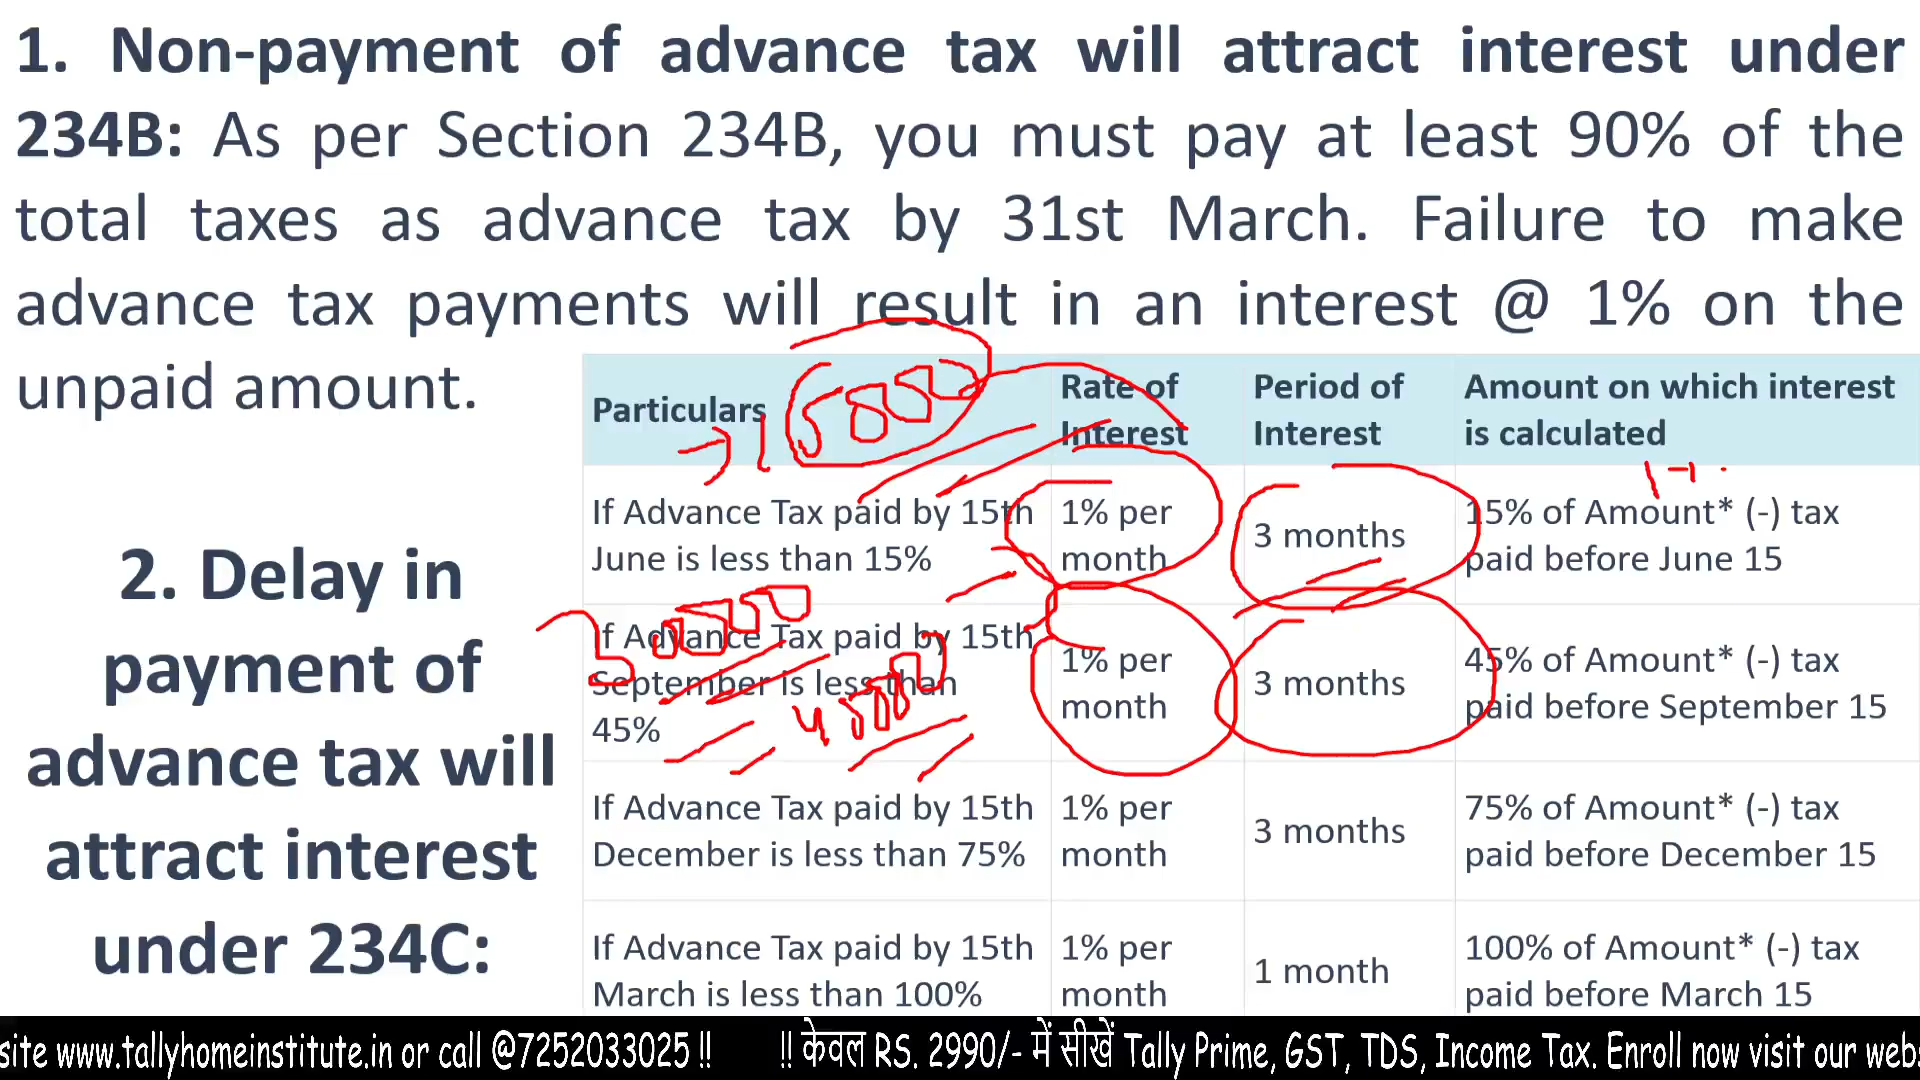 1. Non-payment of advance tax will attract interest under
234B: As per Section 234B, you must pay at least 90% of the
total taxes as advance tax by 31st March. Failure to make
advance tax payments will result in an interest @ 1% on the
unpaid amount.
2. Delay in
payment of
advance tax will
attract interest
under 234C:
Particulars
Rate of
Interest
Period of
Interest
Amount on which interest
is calculated
If Advance Tax paid by 15th
June is less than 15%
1% per
month
3 months
15% of Amount* (-) tax
paid before June 15
If Advance Tax paid by 15th
September is less than
45%
1% per
month
3 months
45% of Amount* (-) tax
paid before September 15
If Advance Tax paid by 15th
December is less than 75%
1% per
month
3 months
75% of Amount* (-) tax
paid before December 15
If Advance Tax paid by 15th
March is less than 100%
1% per
month
1 month
100% of Amount* (-) tax
paid before March 15
site www.tallyhomeinstitute.in or call @7252033025 !! !! केवल RS. 2990/- में सीखें Tally Prime, GST, TDS, Income Tax. Enroll now visit our webs